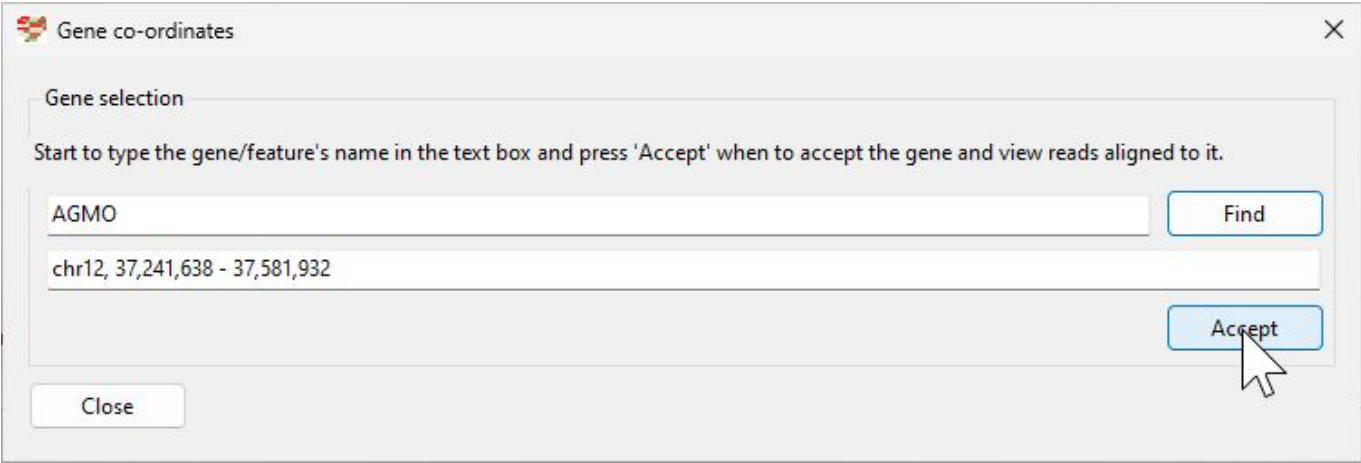 Gene co-ordinates
Gene selection
Start to type the gene/feature's name in the text box and press 'Accept' when to accept the gene and view reads aligned to it.
AGMO
Find
chr12, 37,241,638 - 37,581,932
Accept
Close